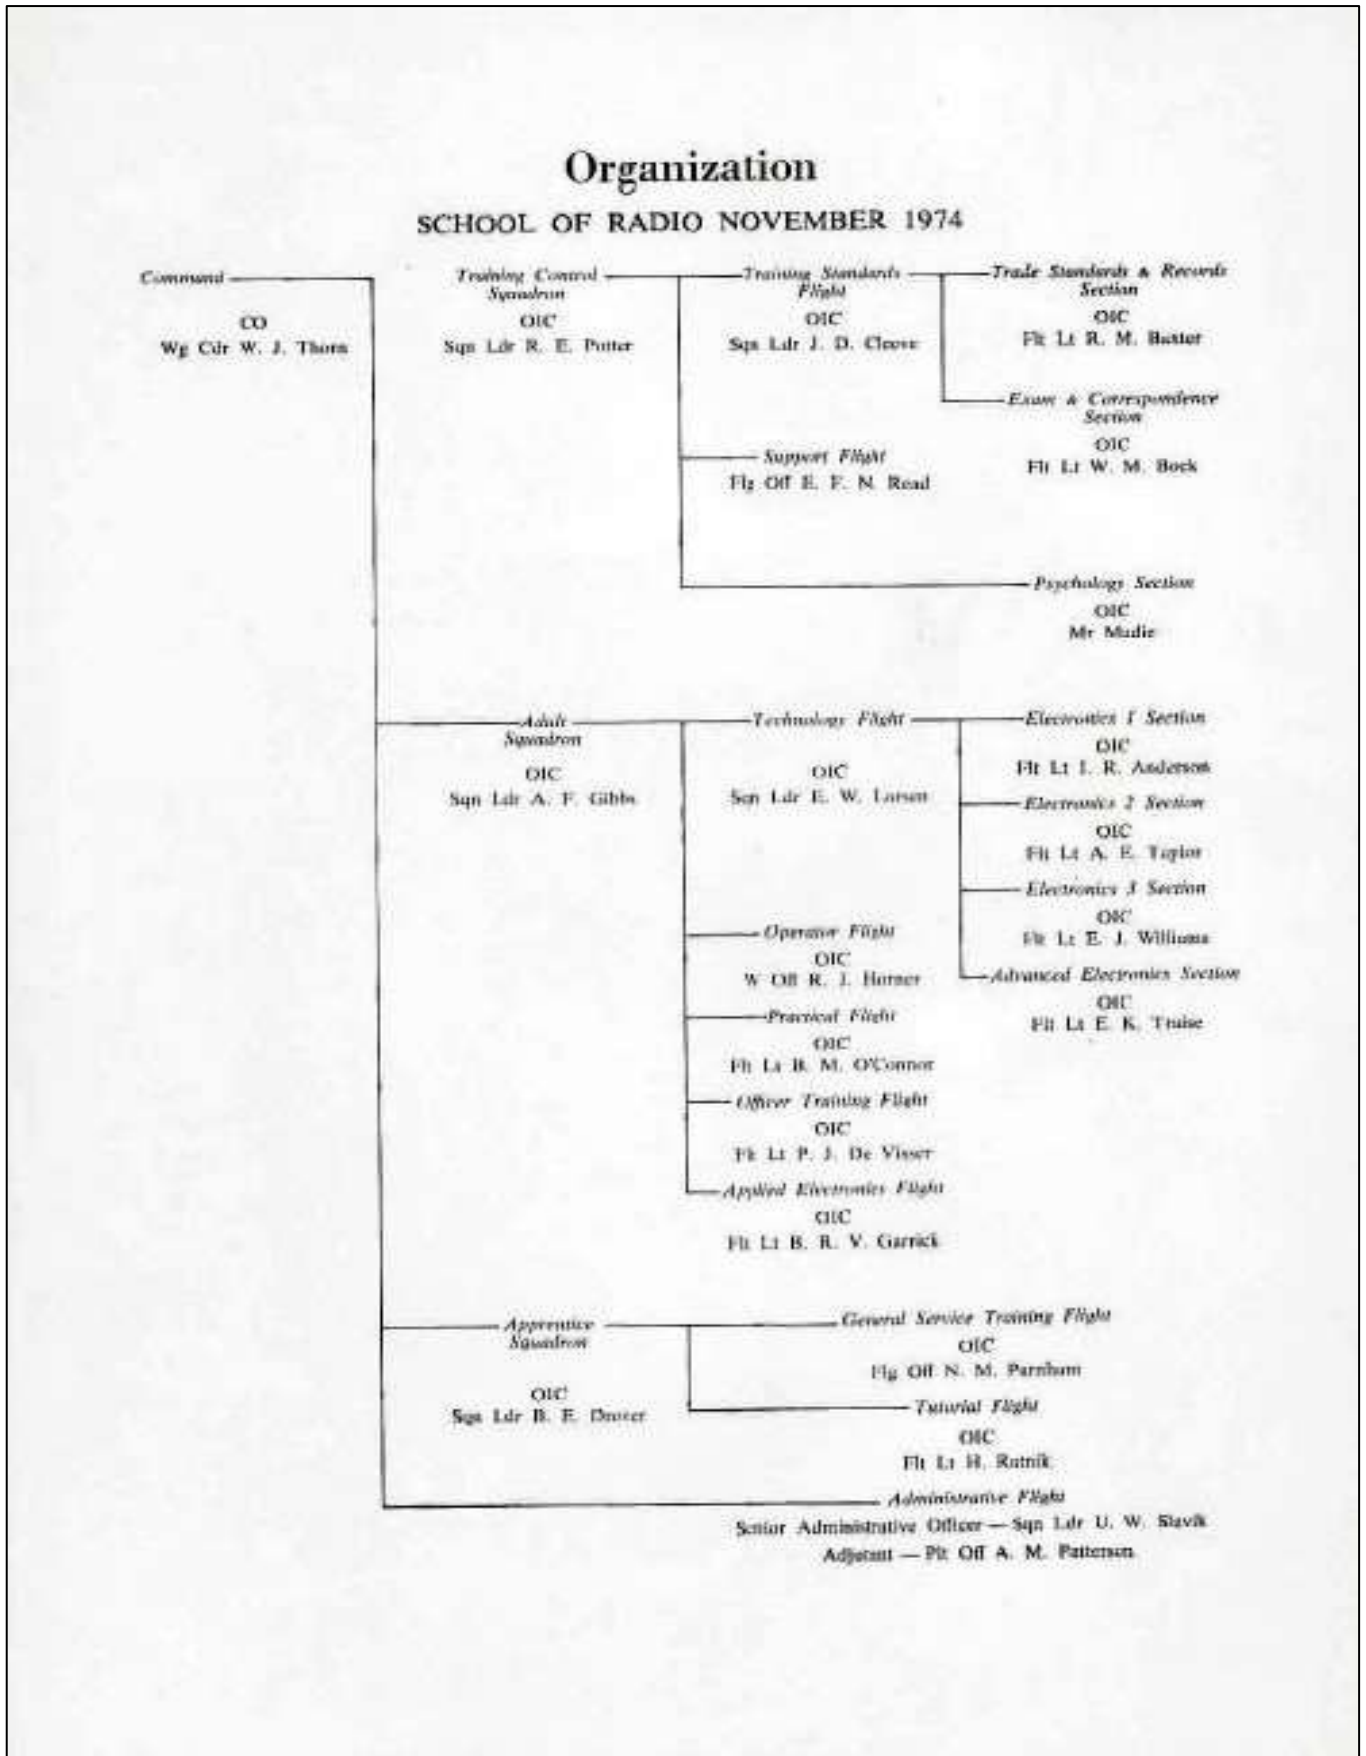 Organization
SCHOOL OF RADIO NOVEMBER 1974
Command
CO
Wg Cdr W. J. Thorn
Training Control
Squadron
OIC
Sqn Ldr R. E. Potter
Training Standards
Flight
OIC
Sqn Ldr J. D. Cleeve
Trade Standards & Records
Section
OIC
Flt Lt R. M. Baxter
Exam & Correspondence
Section
OIC
Flt Lt W. M. Bock
Support Flight
Flg Off E. F. N. Read
Psychology Section
OIC
Mr Mudie
Adult
Squadron
OIC
Sqn Ldr A. F. Gibbs
Technology Flight
OIC
Sqn Ldr E. W. Larsen
Electronics 1 Section
OIC
Flt Lt I. R. Anderson
Electronics 2 Section
OIC
Flt Lt A. E. Taylor
Electronics 3 Section
OIC
Flt Lt E. J. Williams
Advanced Electronics Section
OIC
Flt Lt E. K.
Operator Flight
OIC
W Off R. J. Horner
Practical Flight
OIC
Flt Lt B. M. O'Connor
Officer Training Flight
OIC
Flt Lt P. J. De Visser
Applied Electronics Flight
OIC
Flt Lt B. R. V. Garrick
Apprentice
Squadron
OIC
Sqn Ldr B. E. Drover
General Service Training Flight
OIC
Flg Off N. M. Parnham
Tutorial Flight
OIC
Flt Lt H. Ratnik
Administrative Flight
Senior Administrative Officer — Sqn Ldr U. W. Slavik
Adjutant — Plt Off A. M. Patterson